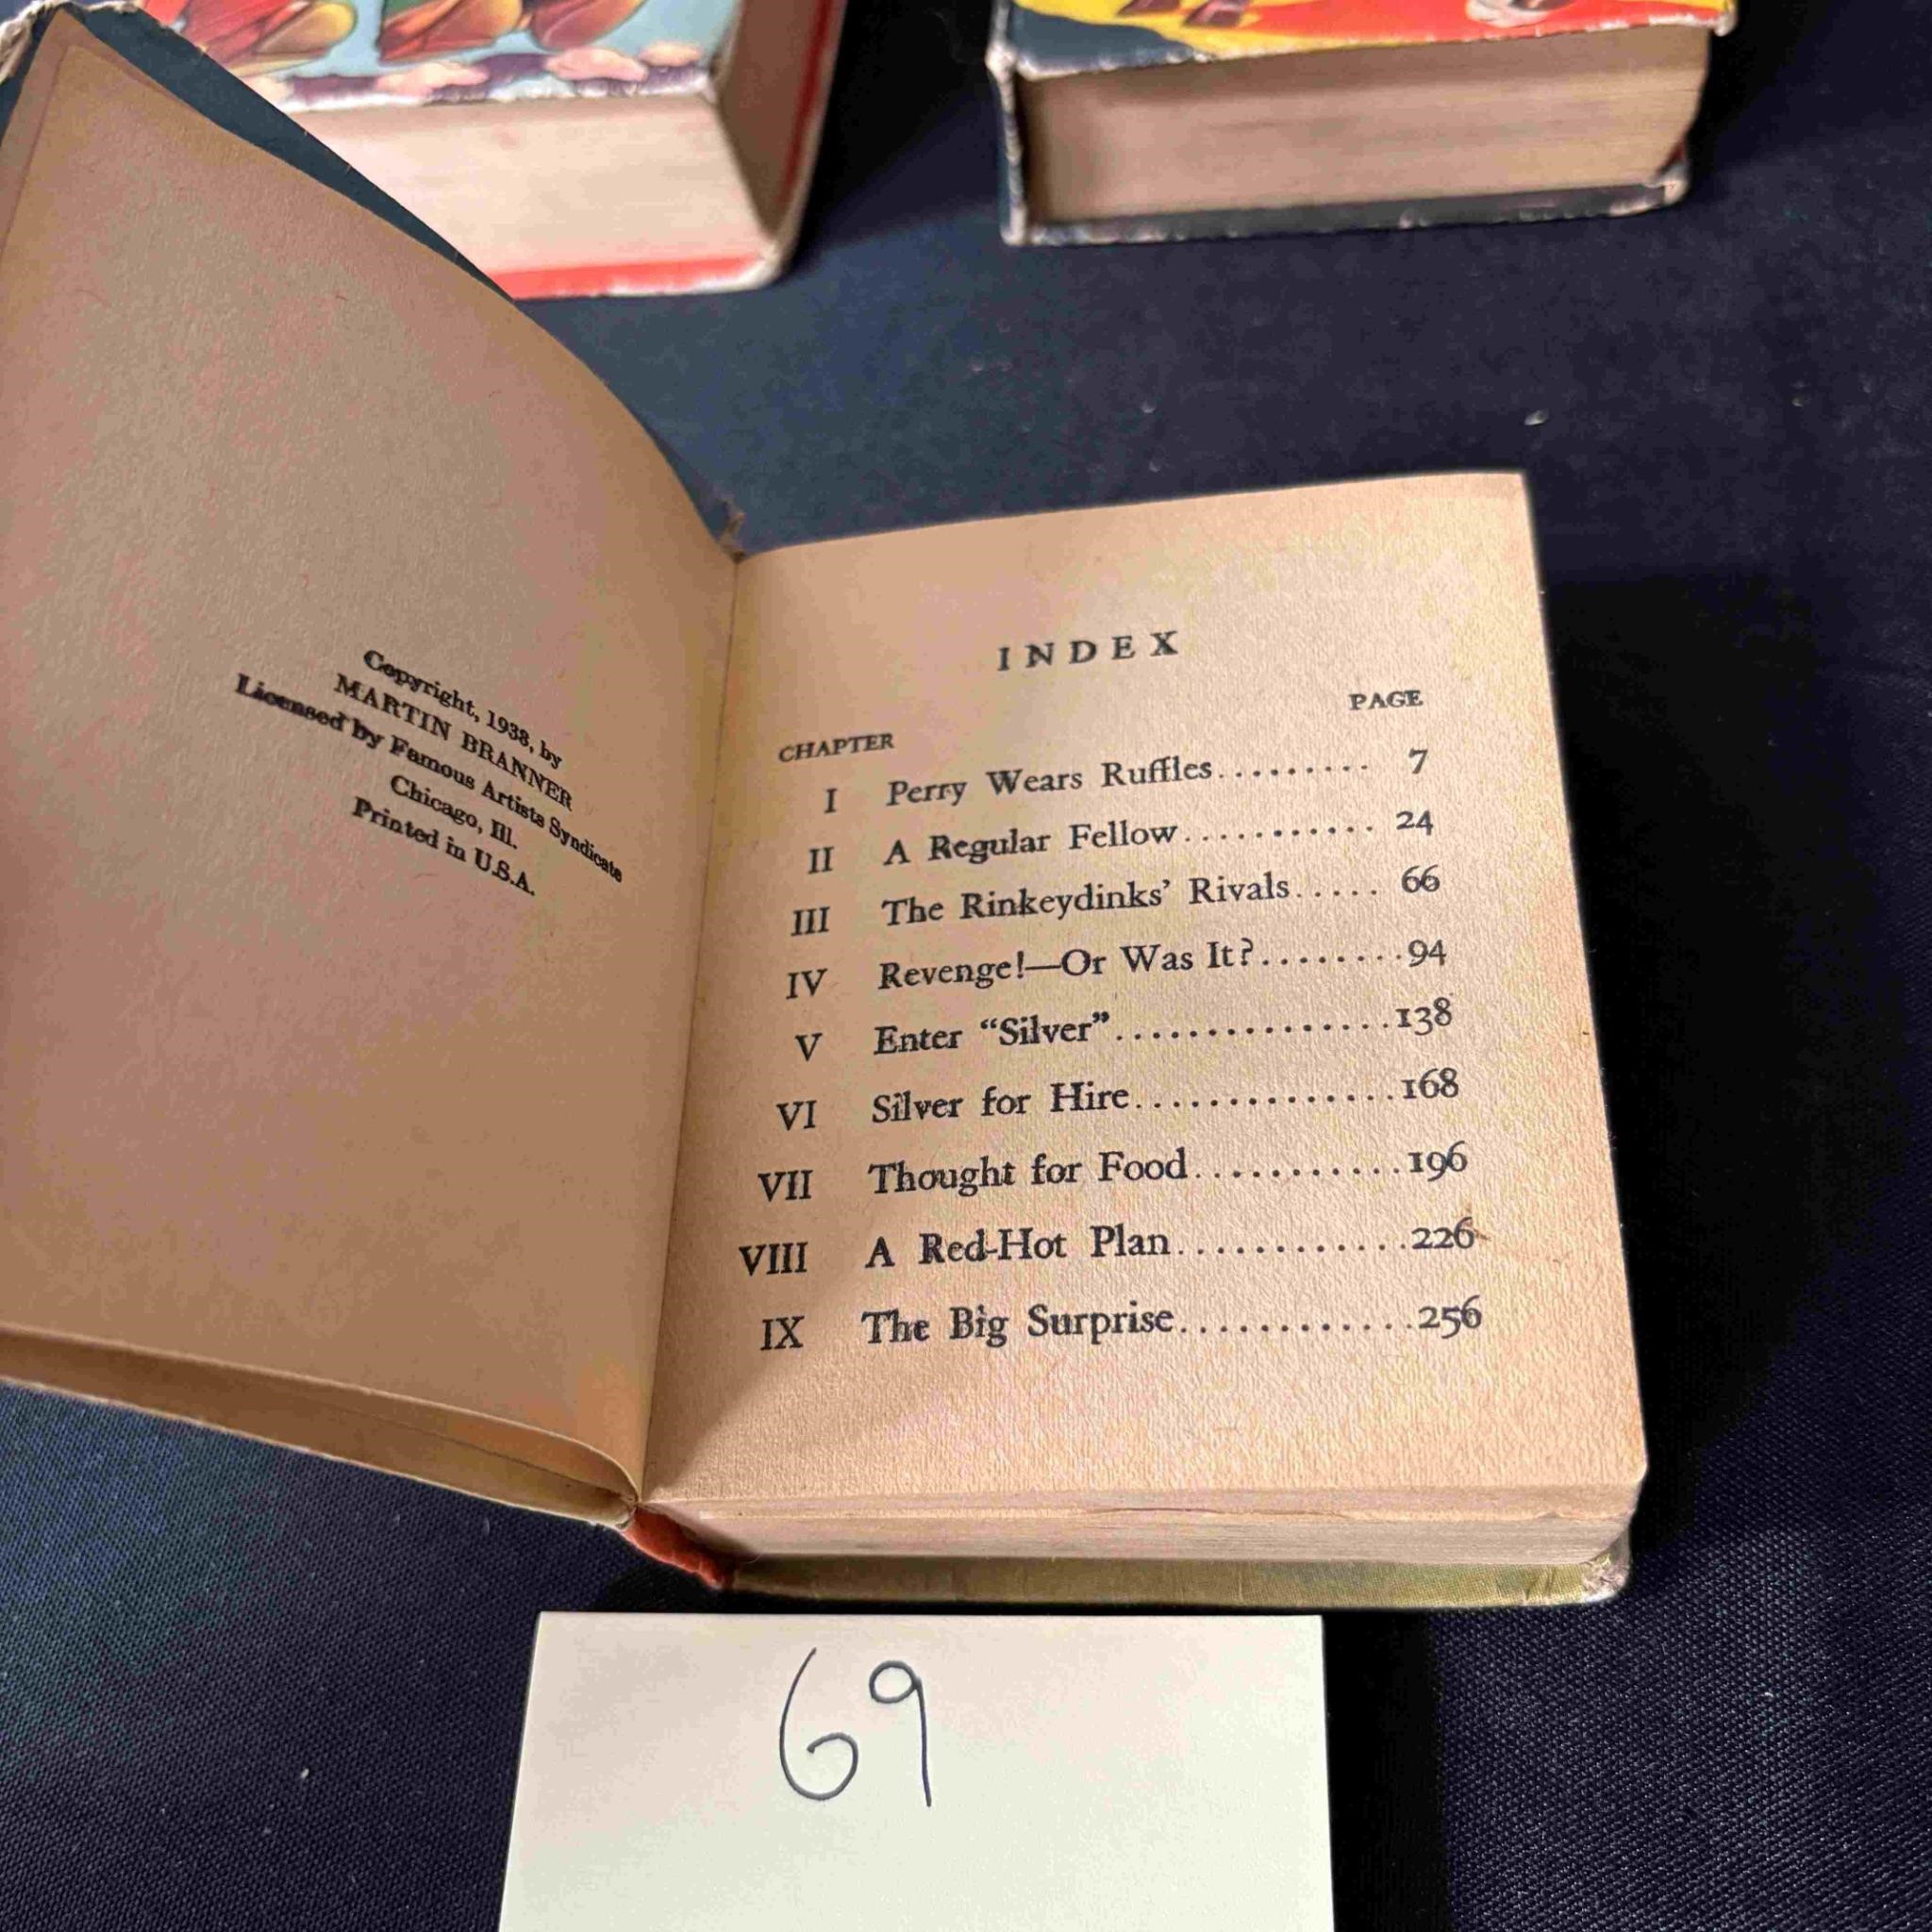 Copyright, 1938, by
MARTIN BRANNER
Licensed by Famous Artists Syndicate
Chicago, Ill.
Printed in U.S.A.
INDEX
CHAPTER PAGE
I Perry Wears Ruffles......... 7
II A Regular Fellow........... 24
III The Rinkeydinks' Rivals..... 66
IV Revenge!—Or Was It?........94
V Enter “Silver”...............138
VI Silver for Hire..............168
VII Thought for Food...........196
VIII A Red-Hot Plan............226
IX The Big Surprise............256
69